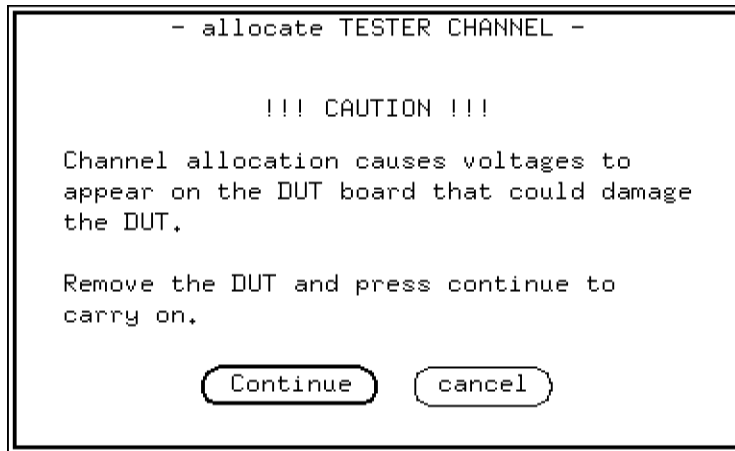 - allocate TESTER CHANNEL -
!!! CAUTION !!!
Channel allocation causes voltages to
appear on the DUT board that could damage
the DUT.
Remove the DUT and press continue to
carry on.
Continue cancel